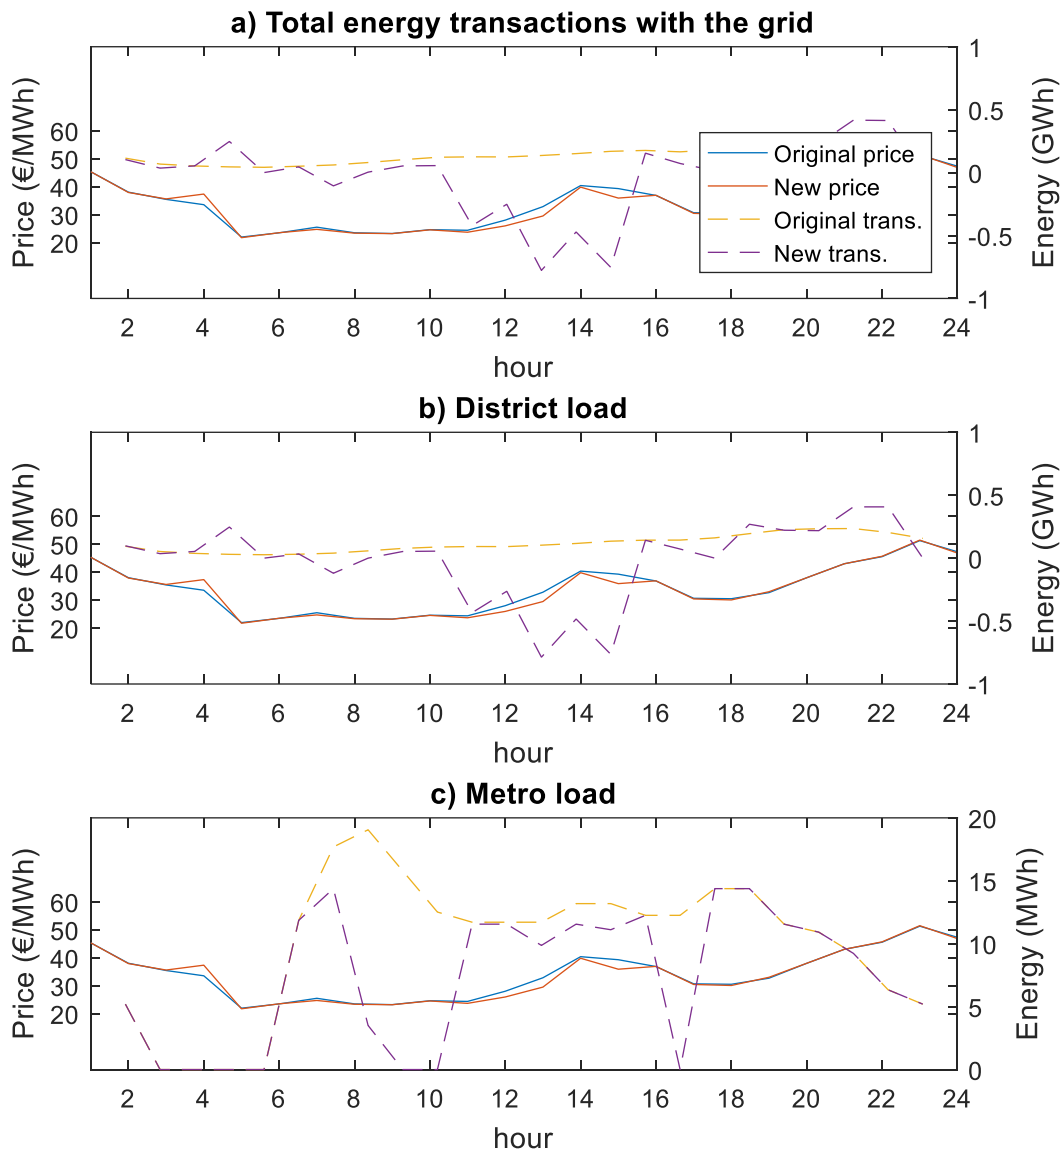 a) Total energy transactions with the grid
Price (€/MWh)
60
50
40
30
20
1
0.5
0
-0.5
-1
Energy (GWh)
Original price
New price
Original trans.
New trans.
2 4 6 8 10 12 14 16 18 20 22 24
hour
b) District load
Price (€/MWh)
60
50
40
30
20
1
0.5
0
-0.5
-1
Energy (GWh)
2 4 6 8 10 12 14 16 18 20 22 24
hour
c) Metro load
Price (€/MWh)
60
50
40
30
20
20
15
10
5
0
Energy (MWh)
2 4 6 8 10 12 14 16 18 20 22 24
hour